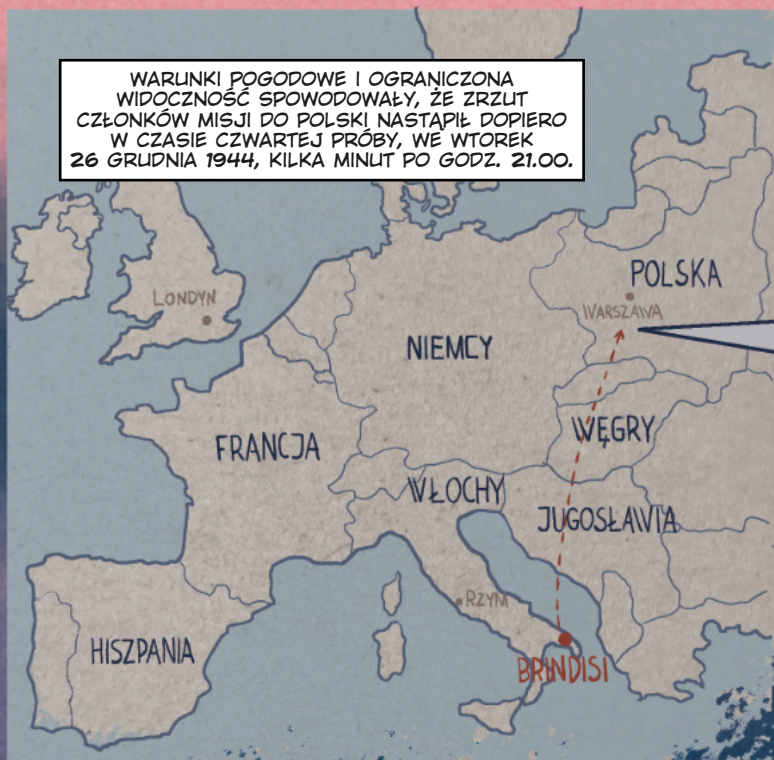 WARUNKI POGODOWE I OGRANICZONA
WIDOCZNOŚĆ SPOWODOWAŁY, ŻE ZRZUT
CZŁONKÓW MISJI DO POLSKI NASTĄPIŁ DOPIERO
W CZASIE CZWARTEJ PRÓBY, WE WTOREK
26 GRUDNIA 1944, KILKA MINUT PO GODZ. 21.00.
POLSKA
LONDYN
WARSZAWA
NIEMCY
FRANCJA
WĘGRY
WŁOCHY
JUGOSŁAWIA
RZYM
HISZPANIA
BRINDISI